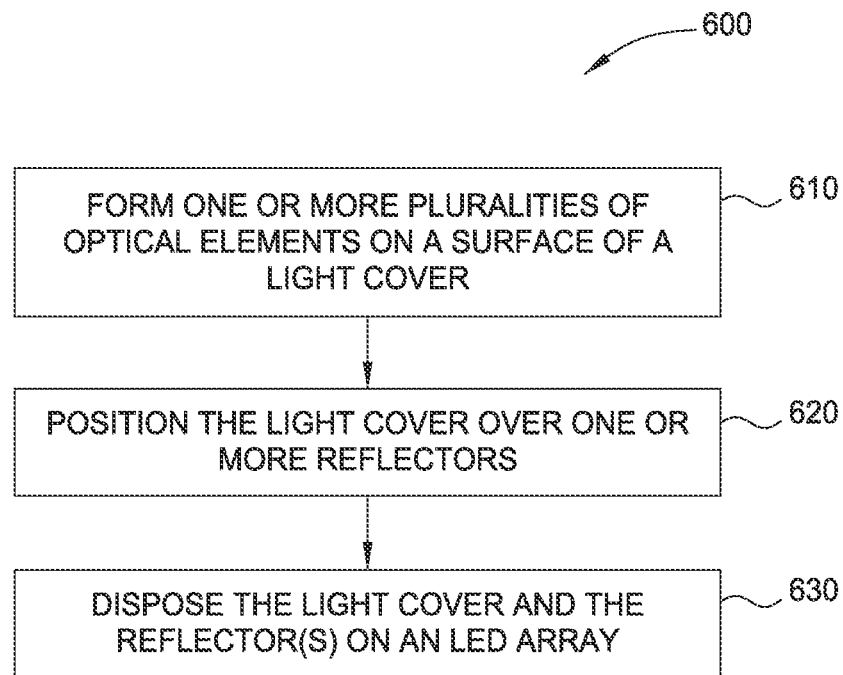 600
FORM ONE OR MORE PLURALITIES OF
OPTICAL ELEMENTS ON A SURFACE OF A
LIGHT COVER
610
POSITION THE LIGHT COVER OVER ONE OR
MORE REFLECTORS
620
DISPOSE THE LIGHT COVER AND THE
REFLECTOR(S) ON AN LED ARRAY
630